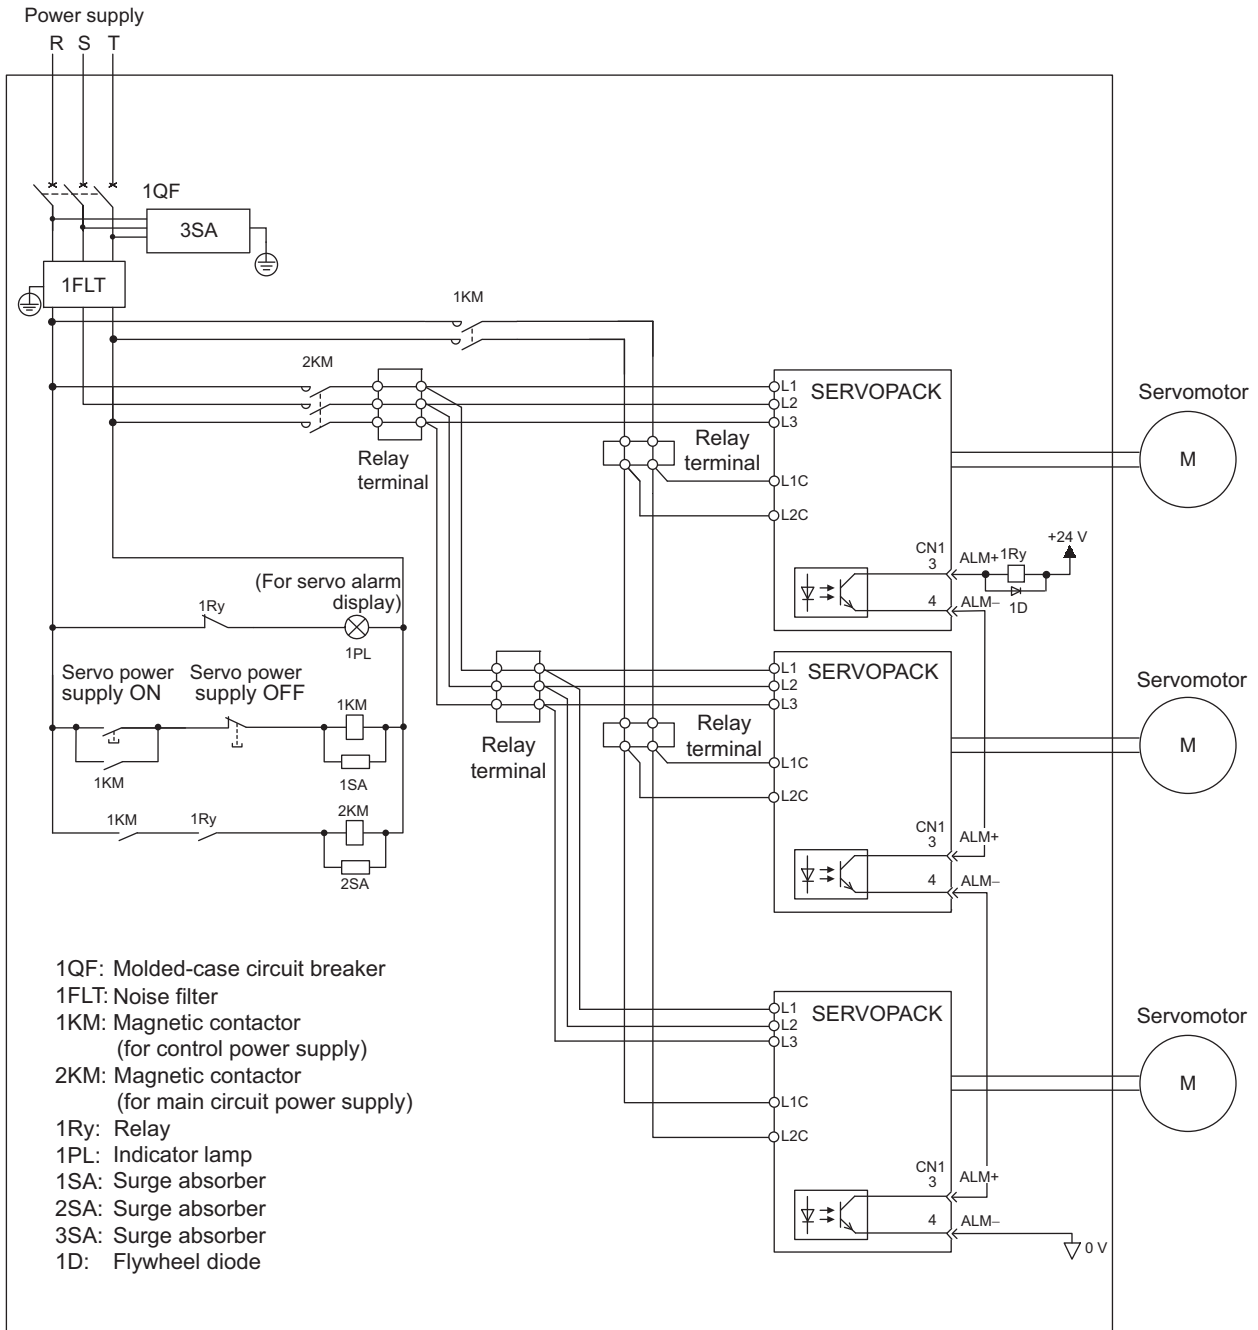 Power supply
R S T
1QF
3SA
1FLT
1KM
2KM
Relay
terminal
Relay
terminal
L1
L2
L3
L1C
L2C
SERVOPACK
CN1
3
4
ALM+
ALM–
1Ry
1D
+24 V
Servomotor
M
(For servo alarm
display)
1Ry
1PL
Servo power
supply ON
Servo power
supply OFF
1KM
1KM
1SA
1KM
1Ry
2KM
2SA
Relay
terminal
Relay
terminal
L1
L2
L3
L1C
L2C
SERVOPACK
CN1
3
4
ALM+
ALM–
Servomotor
M
L1
L2
L3
L1C
L2C
SERVOPACK
CN1
3
4
ALM+
ALM–
0 V
Servomotor
M
1QF: Molded-case circuit breaker
1FLT: Noise filter
1KM: Magnetic contactor
(for control power supply)
2KM: Magnetic contactor
(for main circuit power supply)
1Ry: Relay
1PL: Indicator lamp
1SA: Surge absorber
2SA: Surge absorber
3SA: Surge absorber
1D: Flywheel diode